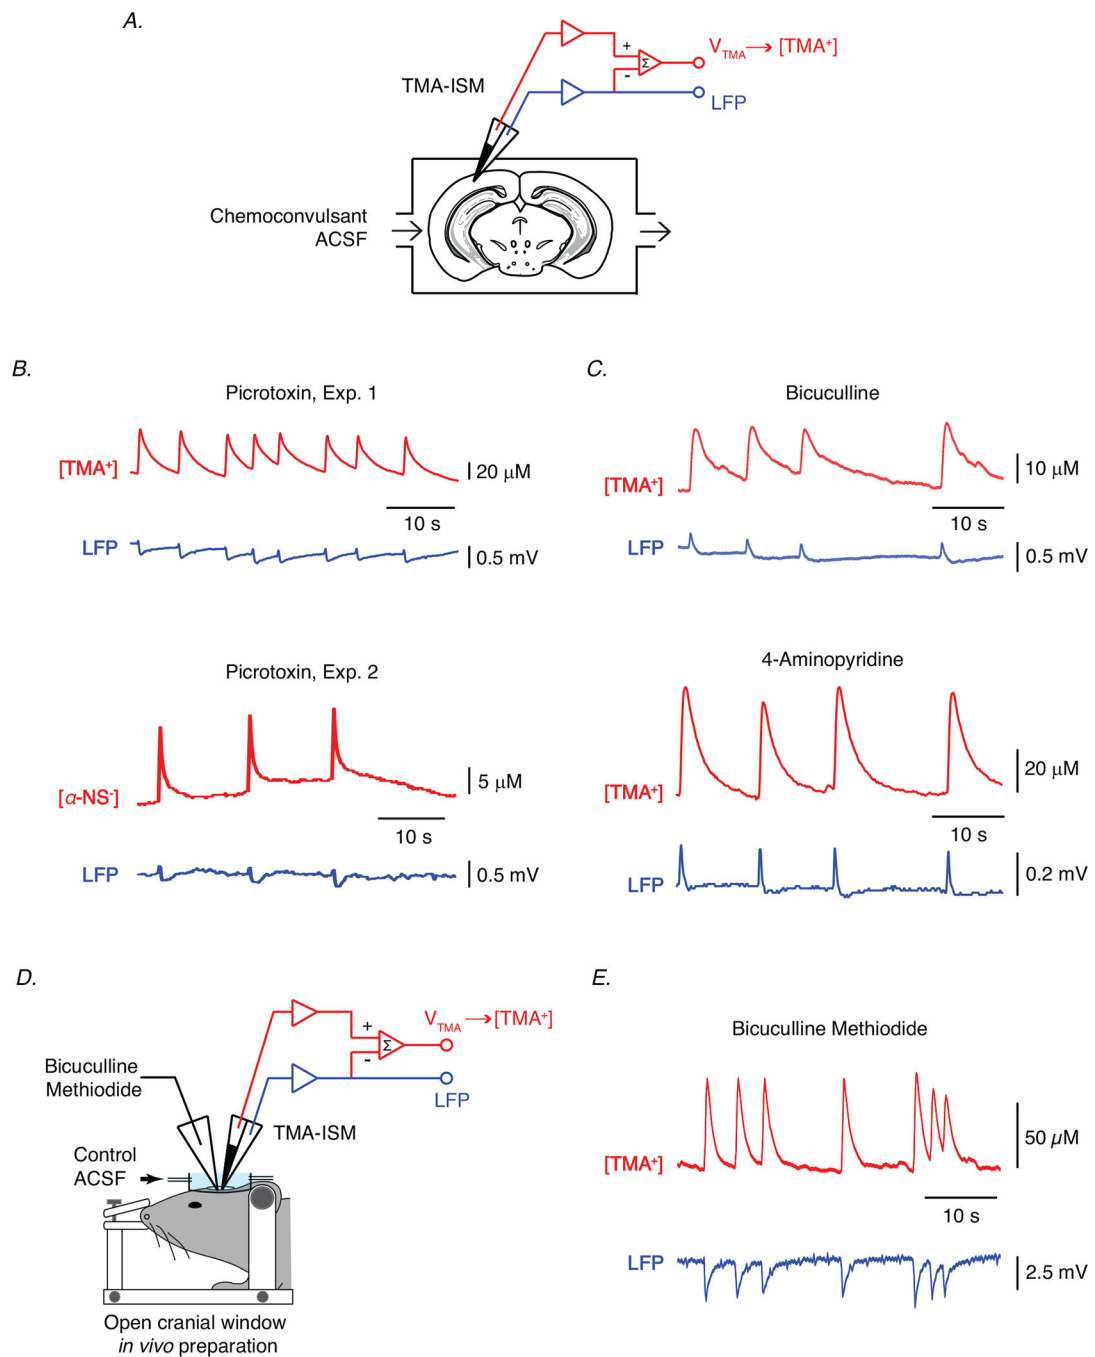 A.
V_TMA → [TMA⁺]
+
Σ
-
TMA-ISM
LFP
Chemoconvulsant
ACSF
B.
Picrotoxin, Exp. 1
[TMA⁺]
20 µM
10 s
LFP
0.5 mV
Picrotoxin, Exp. 2
[α-NS⁻]
5 µM
10 s
LFP
0.5 mV
C.
Bicuculline
[TMA⁺]
10 µM
10 s
LFP
0.5 mV
4-Aminopyridine
[TMA⁺]
20 µM
10 s
LFP
0.2 mV
D.
V_TMA → [TMA⁺]
+
Σ
-
LFP
Bicuculline
Methiodide
TMA-ISM
Control
ACSF
Open cranial window
in vivo preparation
E.
Bicuculline Methiodide
[TMA⁺]
50 µM
10 s
LFP
2.5 mV